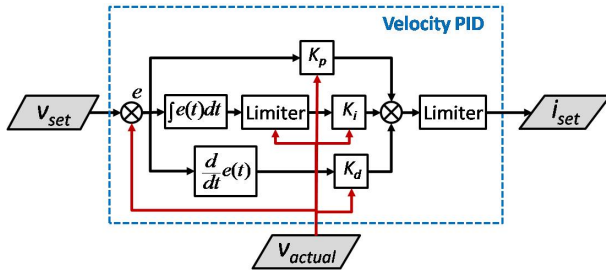 Velocity PID
K_p
e
v_set
∫e(t)dt
Limiter
K_i
Limiter
i_set
d/dt e(t)
K_d
v_actual